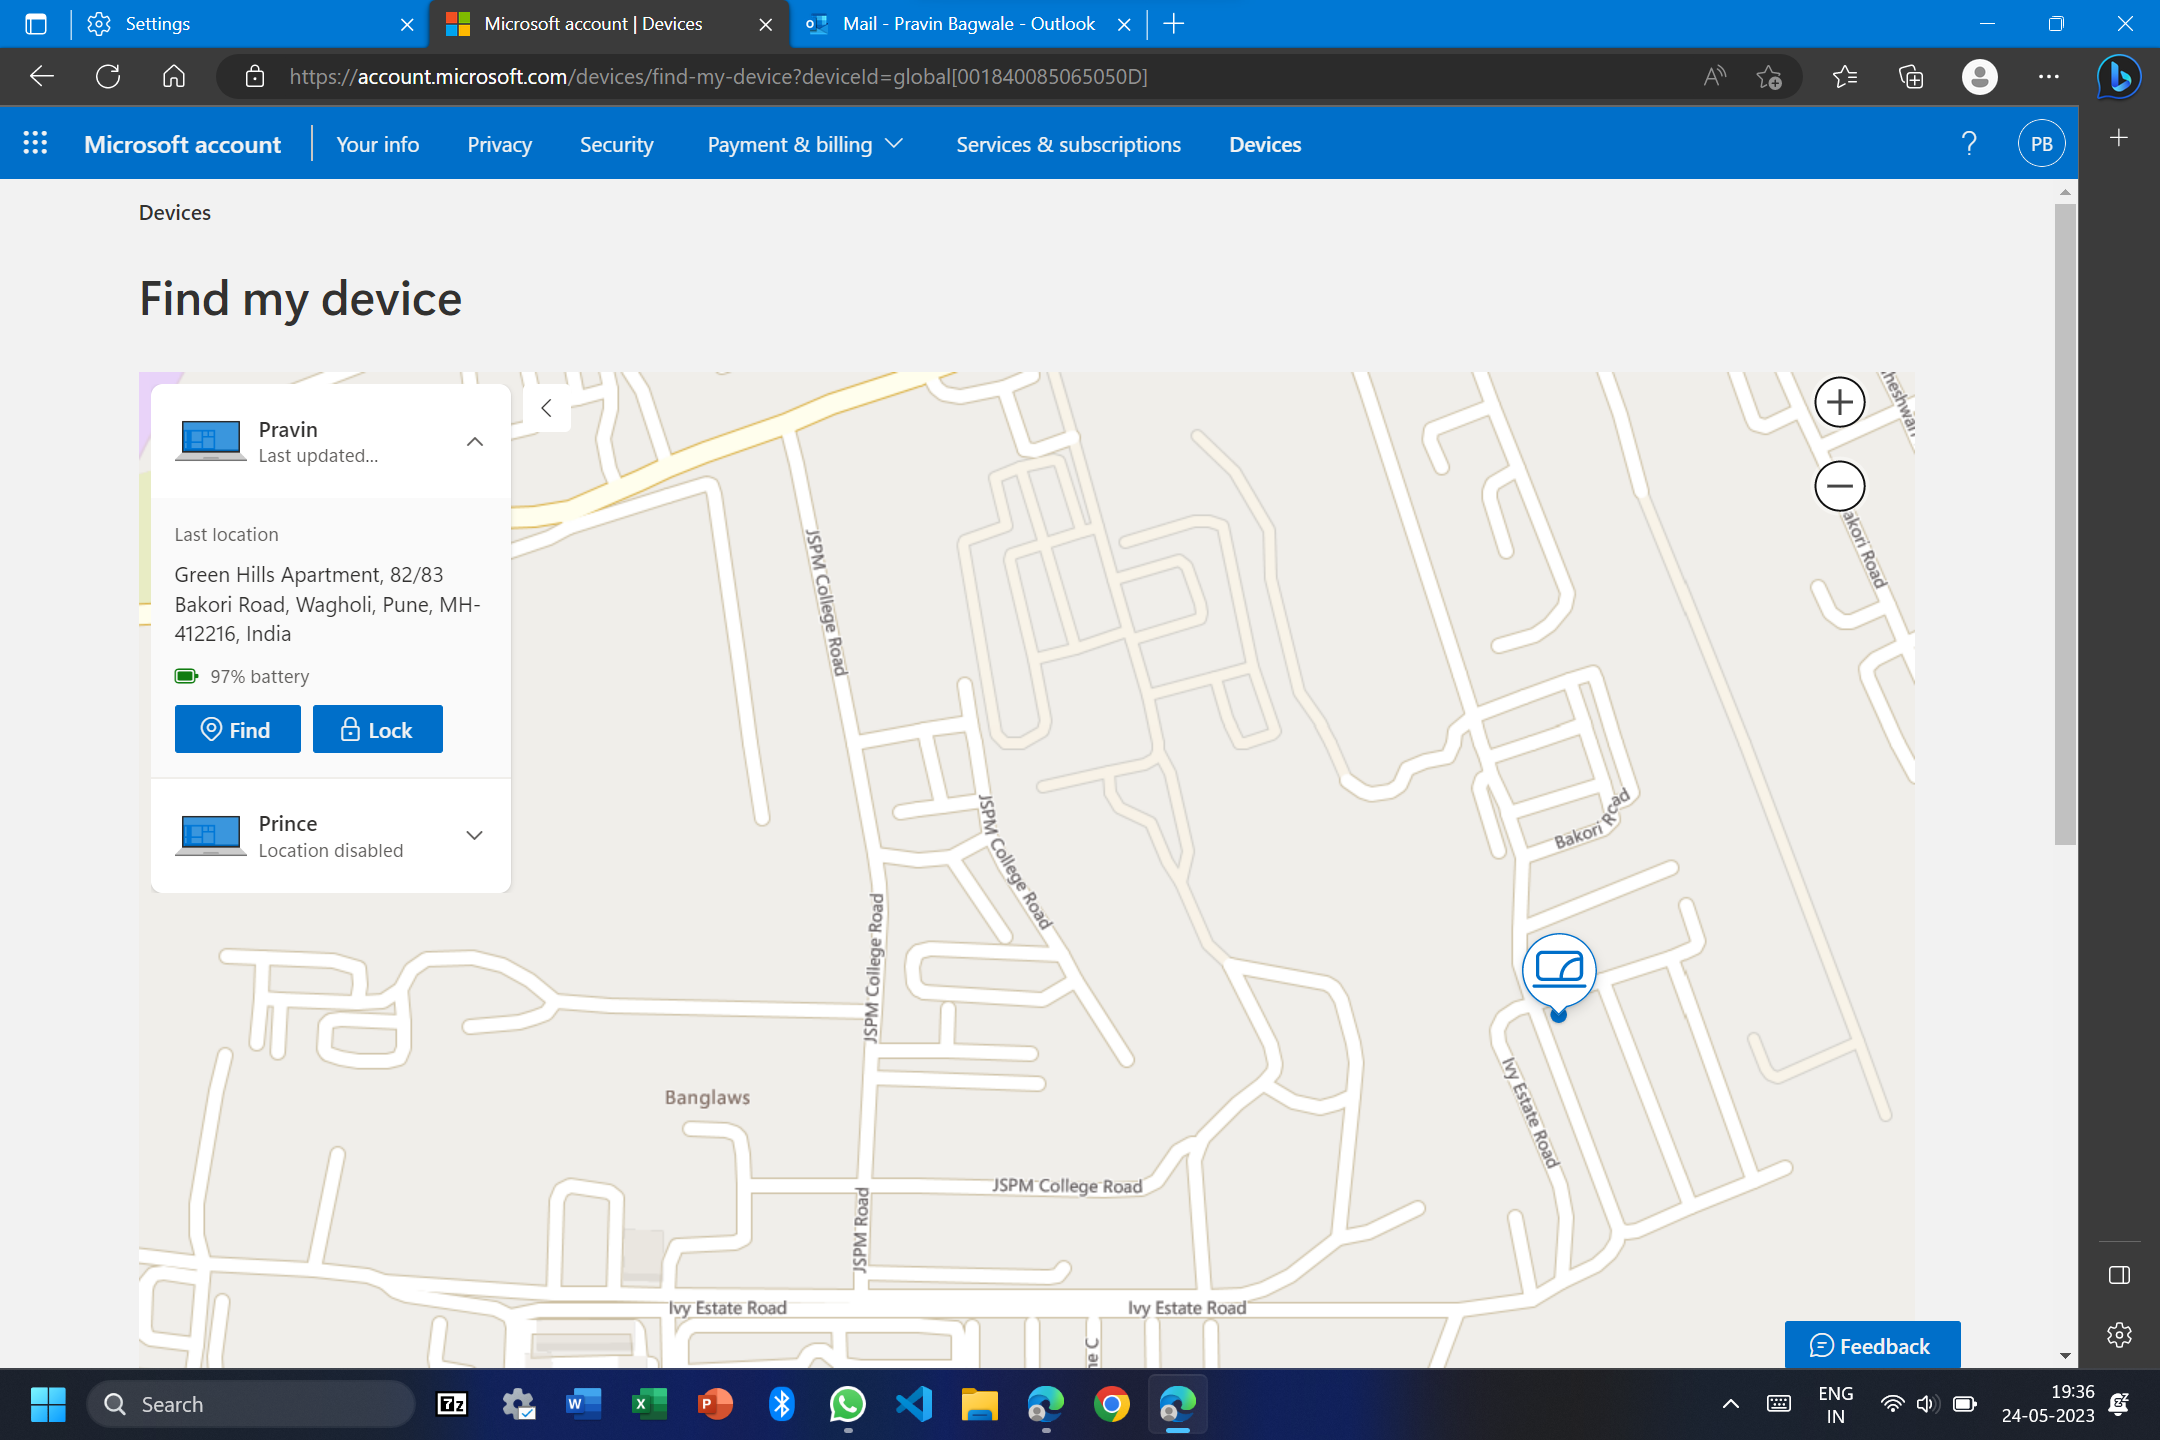 Settings
Microsoft account | Devices
Mail - Pravin Bagwale - Outlook
https://account.microsoft.com/devices/find-my-device?deviceId=global[001840085065050D]
Microsoft account
Your info
Privacy
Security
Payment & billing
Services & subscriptions
Devices
?
PB
Devices
Find my device
Pravin
Last updated...
Last location
Green Hills Apartment, 82/83
Bakori Road, Wagholi, Pune, MH-
412216, India
97% battery
Find
Lock
Prince
Location disabled
JSPM College Road
JSPM College Road
JSPM College Road
JSPM College Road
JSPM Road
Banglaws
Bakori Road
Ivy Estate Road
Ivy Estate Road
Ivy Estate Road
Feedback
Search
7z
ENG
IN
19:36
24-05-2023